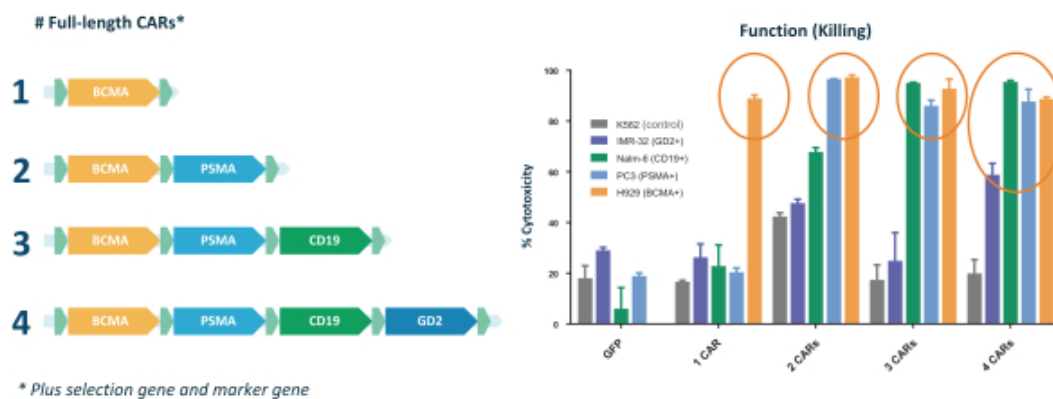 # Full-length CARs*
1 BCMA
2 BCMA PSMA
3 BCMA PSMA CD19
4 BCMA PSMA CD19 GD2
* Plus selection gene and marker gene
Function (Killing)
% Cytotoxicity
100
80
60
40
20
0
K562 (control)
IMR-32 (GD2+)
Nalm-6 (CD19+)
PC3 (PSMA+)
H929 (BCMA+)
GFP
1 CAR
2 CARs
3 CARs
4 CARs